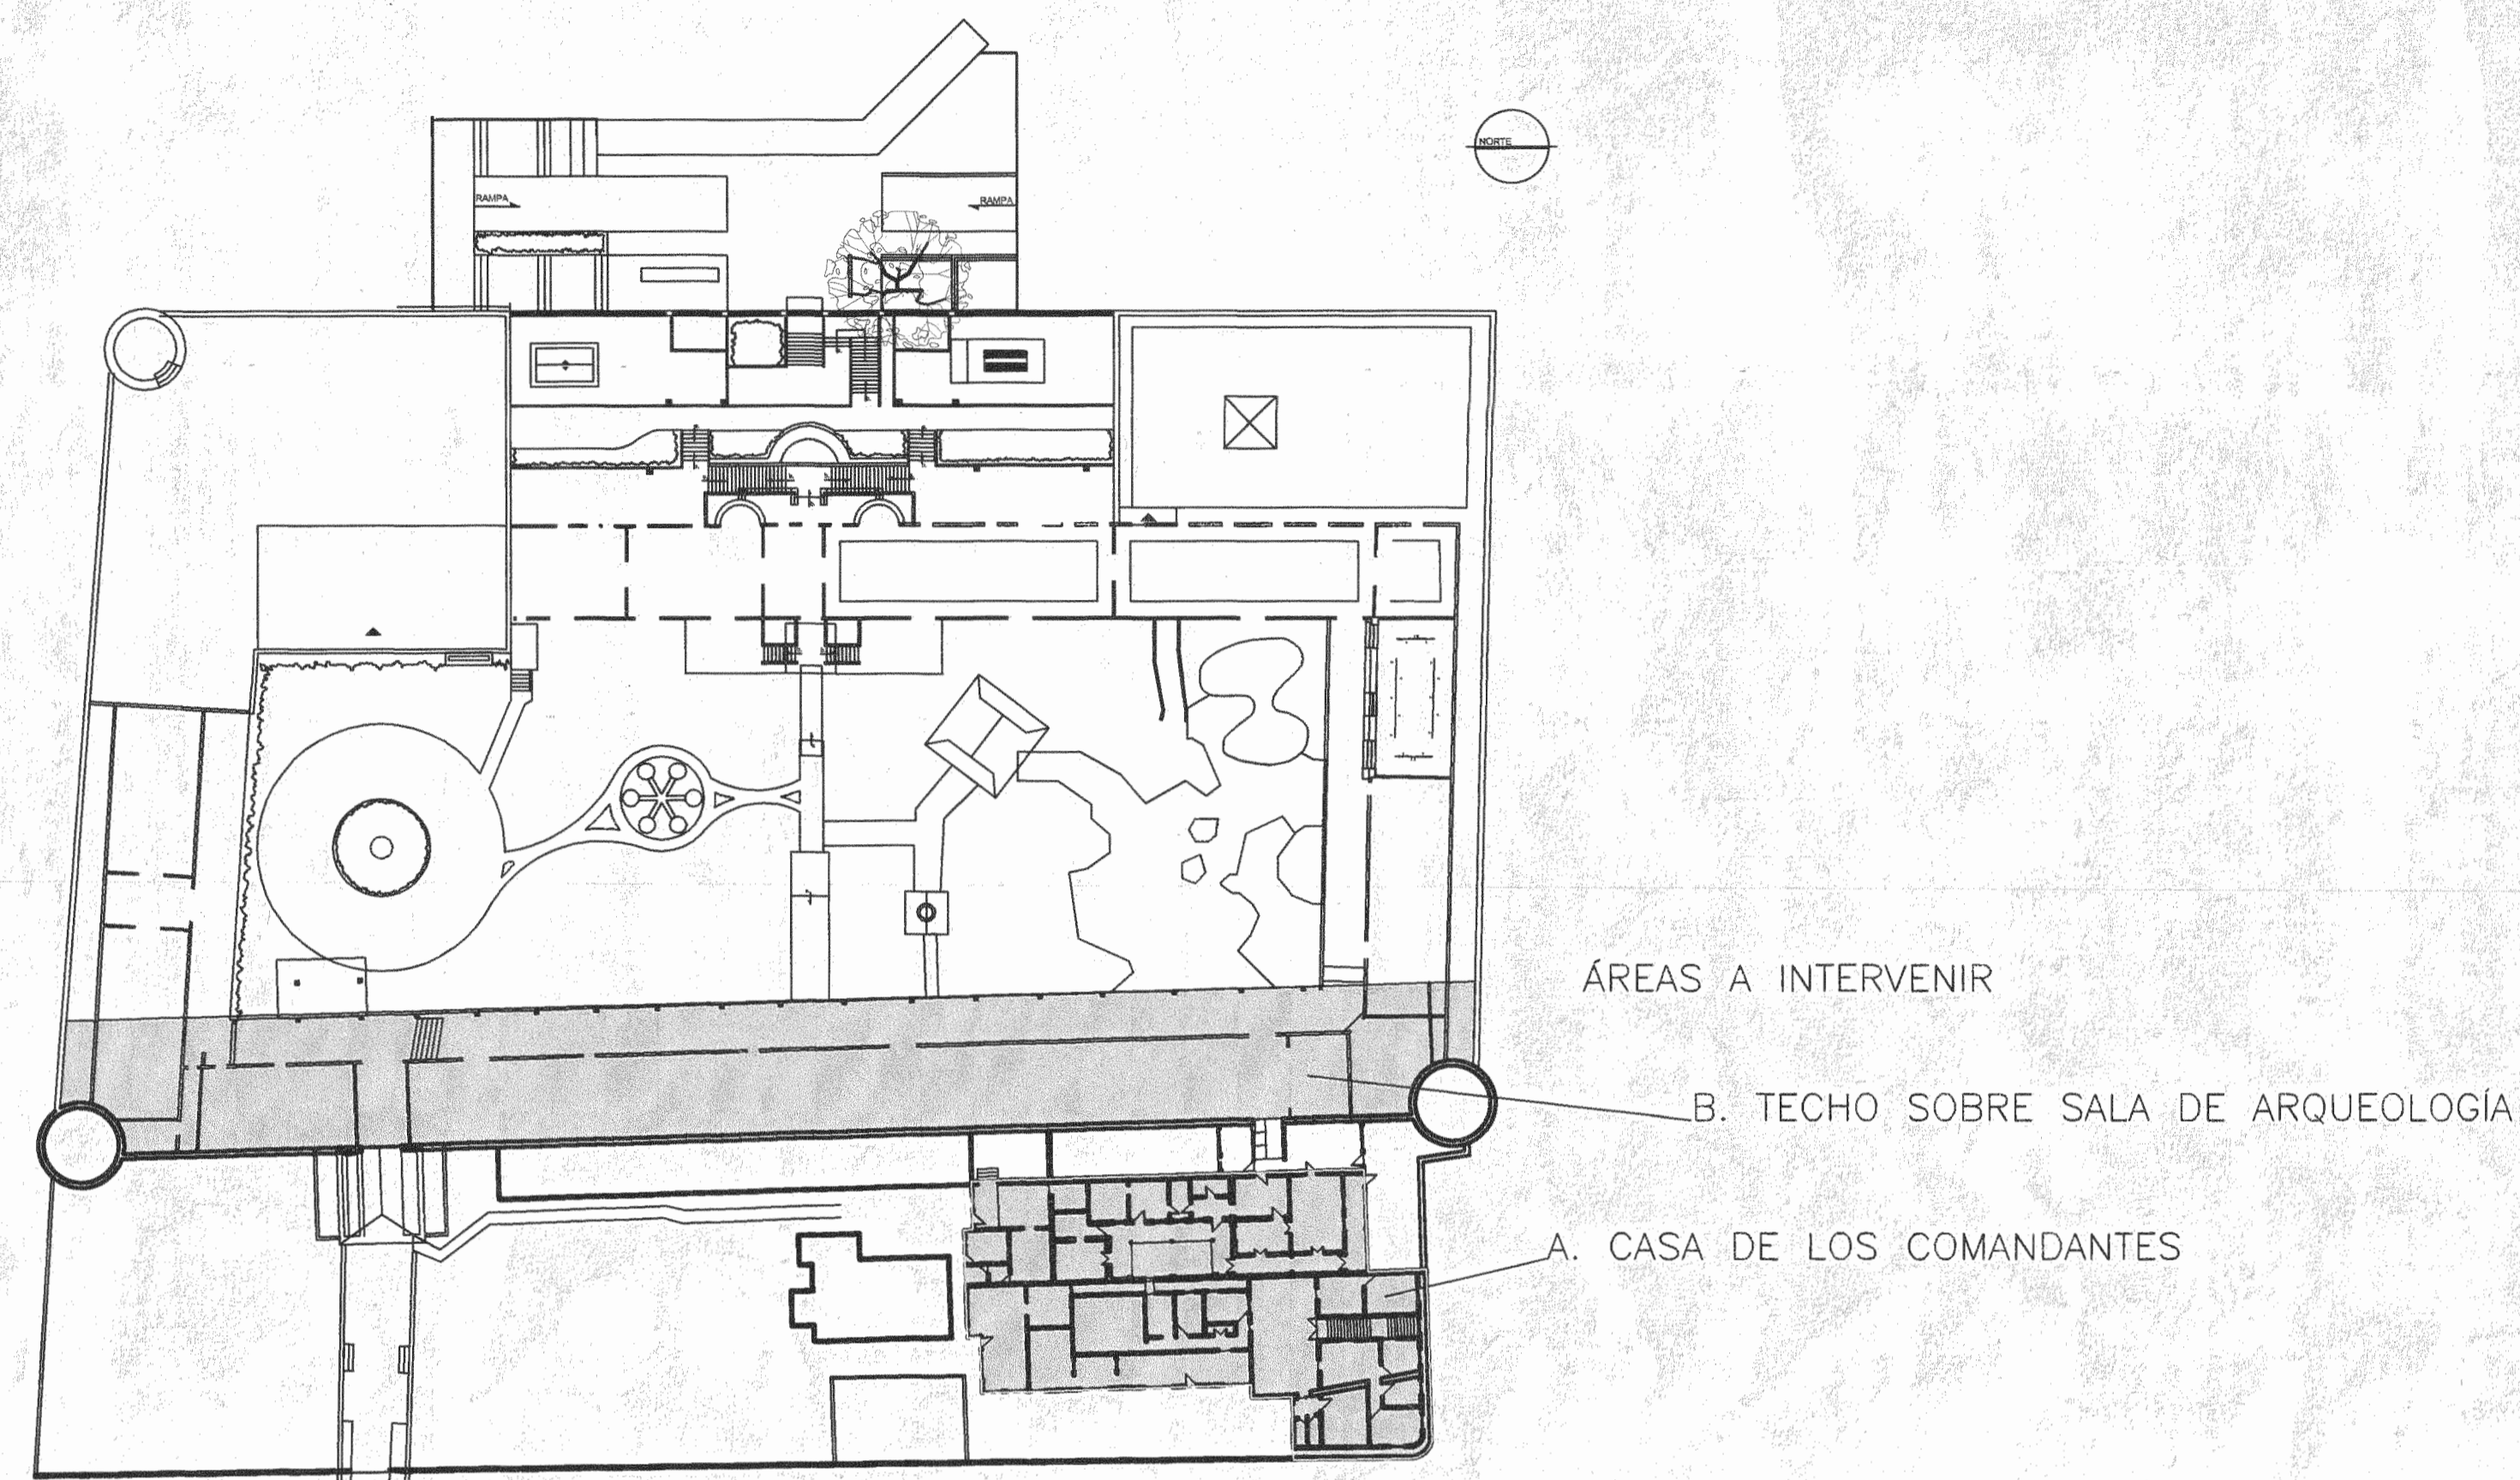 NORTE
RAMPA
RAMPA
ÁREAS A INTERVENIR
B. TECHO SOBRE SALA DE ARQUEOLOGÍA
A. CASA DE LOS COMANDANTES